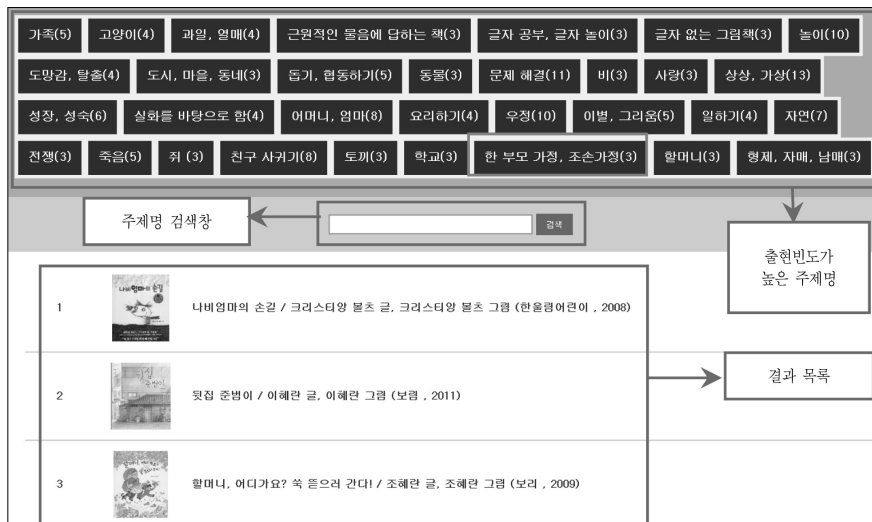 가족(5) 고양이(4) 과일, 열매(4) 근원적인 물음에 답하는 책(3) 글자 공부, 글자 놀이(3) 글자 없는 그림책(3) 놀이(10)
도망감, 탈출(4) 도시, 마을, 동네(3) 돕기, 협동하기(5) 동물(3) 문제 해결(11) 비(3) 사랑(3) 상상, 가상(13)
성장, 성숙(6) 실화를 바탕으로 함(4) 어머니, 엄마(8) 요리하기(4) 우정(10) 이별, 그리움(5) 일하기(4) 자연(7)
전쟁(3) 죽음(5) 쥐 (3) 친구 사귀기(8) 토끼(3) 학교(3) 한 부모 가정, 조손가정(3) 할머니(3) 형제, 자매, 남매(3)
주제명 검색창
검색
출현빈도가
높은 주제명
1
나비엄마의 손길
나비엄마의 손길 / 크리스티앙 볼츠 글, 크리스티앙 볼츠 그림 (한울림어린이 , 2008)
결과 목록
2
뒷집 준범이 / 이혜란 글, 이혜란 그림 (보림 , 2011)
3
할머니, 어디가요? 쑥 뜯으러 간다! / 조혜란 글, 조혜란 그림 (보리 , 2009)